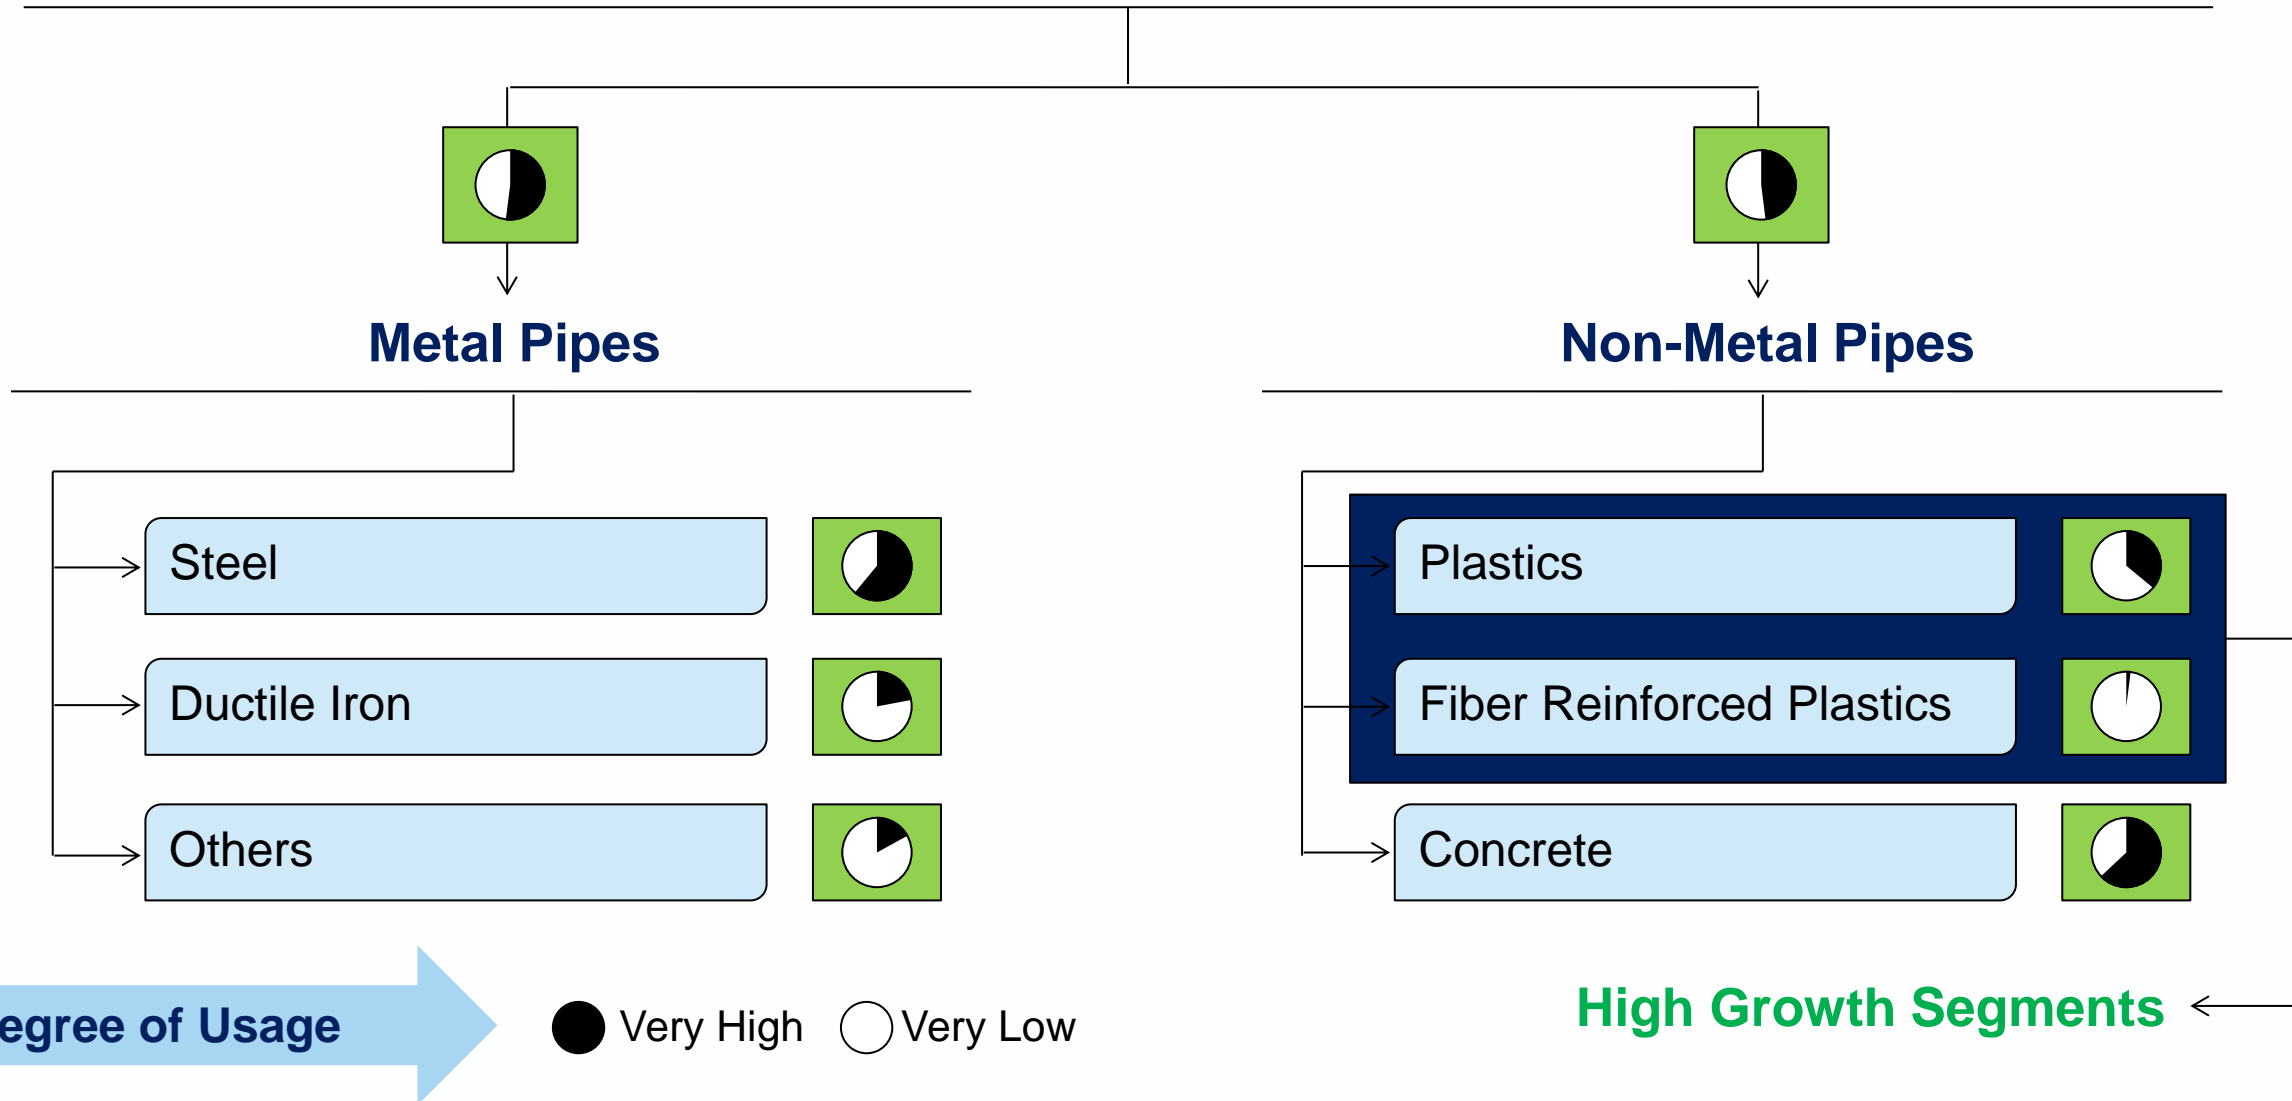 Metal Pipes
Non-Metal Pipes
Steel
Plastics
Ductile Iron
Fiber Reinforced Plastics
Others
Concrete
egree of Usage
Very High
Very Low
High Growth Segments